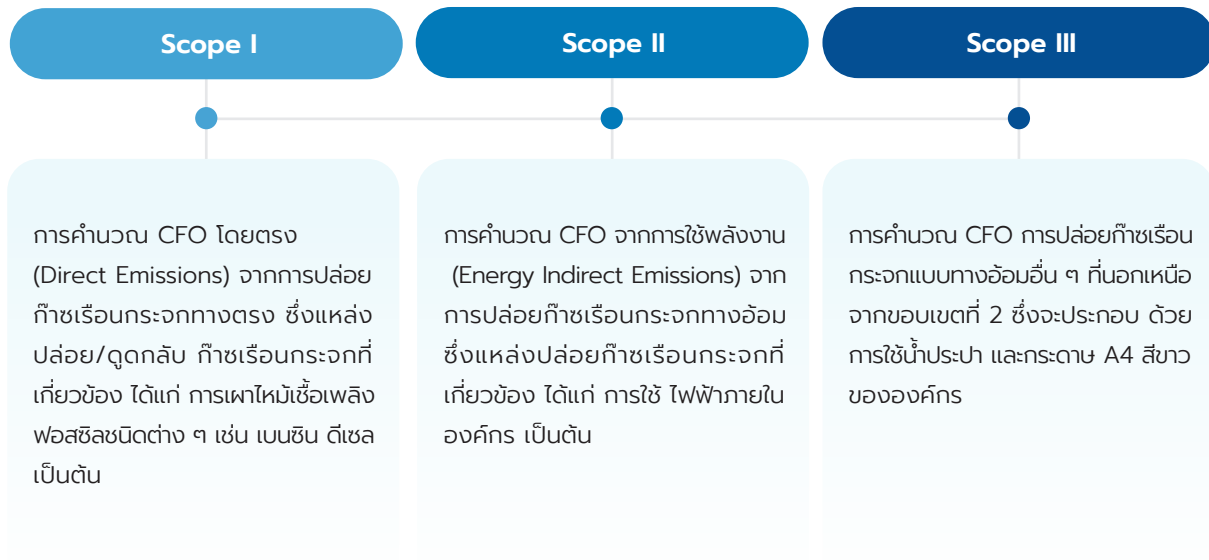 Scope I
Scope II
Scope III
การคำนวณ CFO โดยตรง
(Direct Emissions) จากการปล่อย
ก๊าซเรือนกระจกทางตรง ซึ่งแหล่ง
ปล่อย/ดูดกลับ ก๊าซเรือนกระจกที่
เกี่ยวข้อง ได้แก่ การเผาไหม้เชื้อเพลิง
ฟอสซิลชนิดต่าง ๆ เช่น เบนซิน ดีเซล
เป็นต้น
การคำนวณ CFO จากการใช้พลังงาน
(Energy Indirect Emissions) จาก
การปล่อยก๊าซเรือนกระจกทางอ้อม
ซึ่งแหล่งปล่อยก๊าซเรือนกระจกที่
เกี่ยวข้อง ได้แก่ การใช้ ไฟฟ้าภายใน
องค์กร เป็นต้น
การคำนวณ CFO การปล่อยก๊าซเรือน
กระจกแบบทางอ้อมอื่น ๆ ที่นอกเหนือ
จากขอบเขตที่ 2 ซึ่งจะประกอบ ด้วย
การใช้น้ำประปา และกระดาษ A4 สีขาว
ขององค์กร